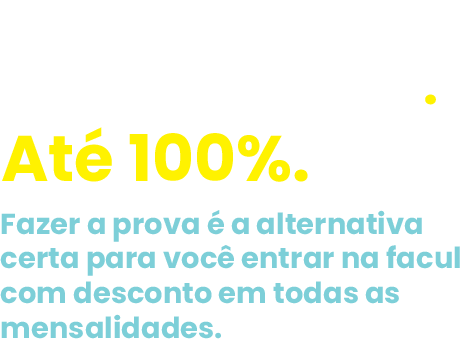 .
Até 100%.
Fazer a prova é a alternativa
certa para você entrar na facul
com desconto em todas as
mensalidades.